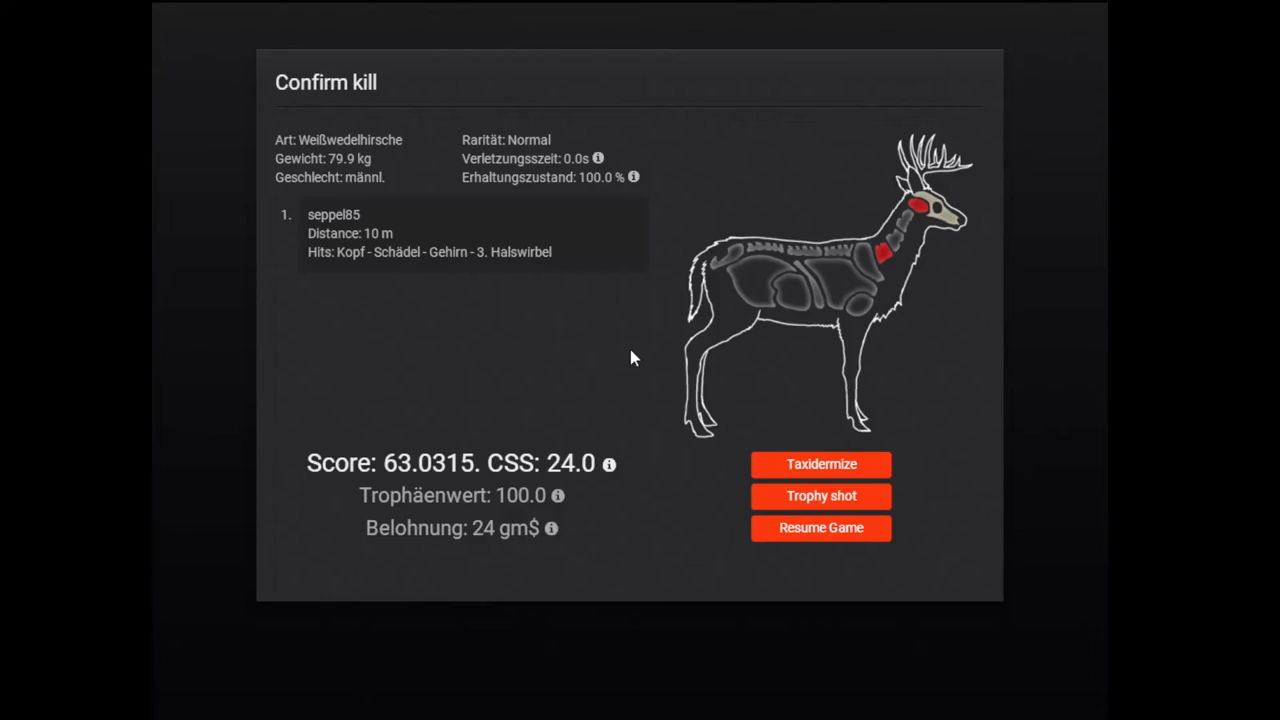 Confirm kill
Art: Weißwedelhirsche
Gewicht: 79.9 kg
Geschlecht: männl.
Rarität: Normal
Verletzungsszeit: 0.0s
Erhaltungszustand: 100.0 %
1. seppel85
Distance: 10 m
Hits: Kopf - Schädel - Gehirn - 3. Halswirbel
Score: 63.0315. CSS: 24.0
Trophäenwert: 100.0
Belohnung: 24 gm$
Taxidermize
Trophy shot
Resume Game